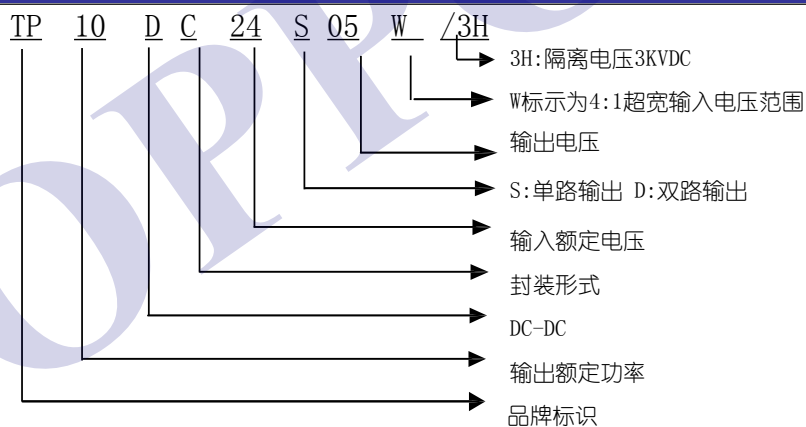 TP 10 D C 24 S 05 W /3H
3H:隔离电压3KVDC
W标示为4:1超宽输入电压范围
输出电压
S:单路输出 D:双路输出
输入额定电压
封装形式
DC-DC
输出额定功率
品牌标识